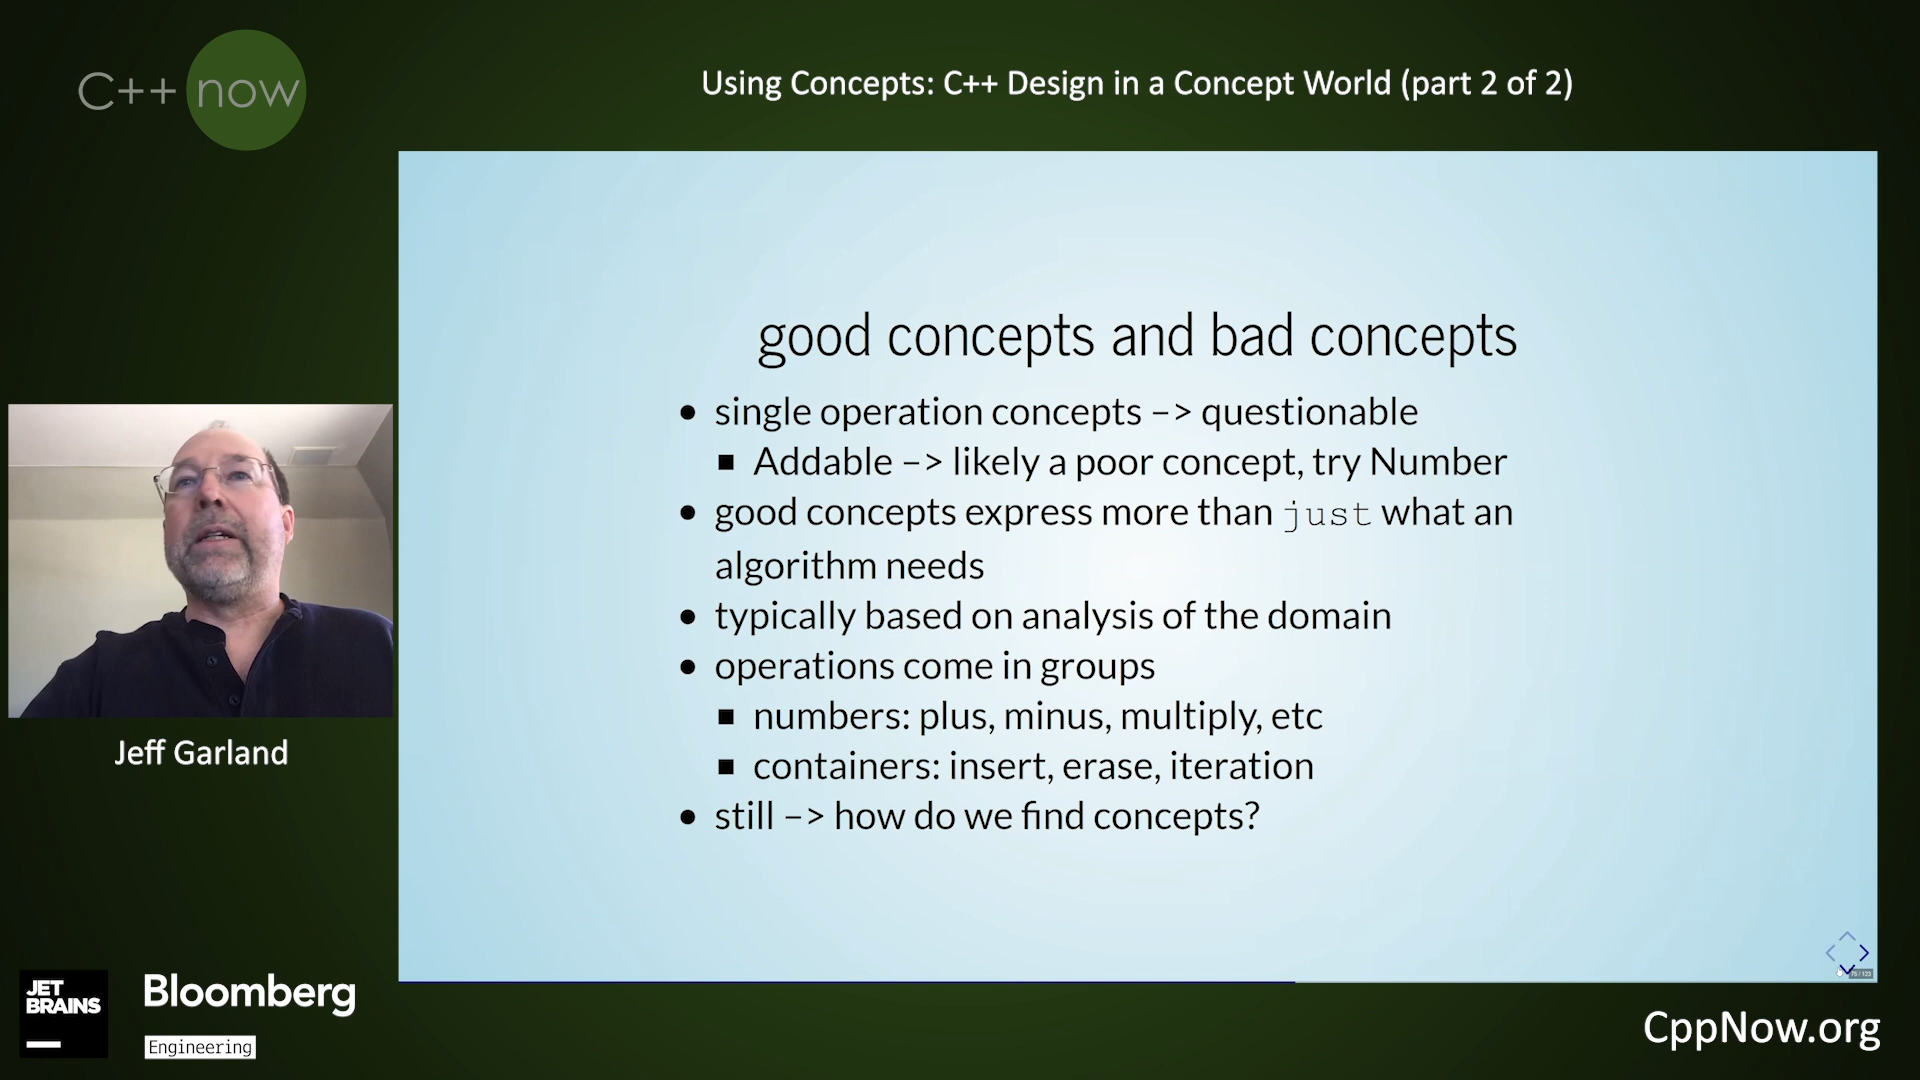 C++ now
Using Concepts: C++ Design in a Concept World (part 2 of 2)
good concepts and bad concepts
• single operation concepts –> questionable
▪ Addable –> likely a poor concept, try Number
• good concepts express more than just what an
algorithm needs
• typically based on analysis of the domain
• operations come in groups
▪ numbers: plus, minus, multiply, etc
▪ containers: insert, erase, iteration
• still –> how do we find concepts?
Jeff Garland
JET
BRAINS
Bloomberg
Engineering
CppNow.org